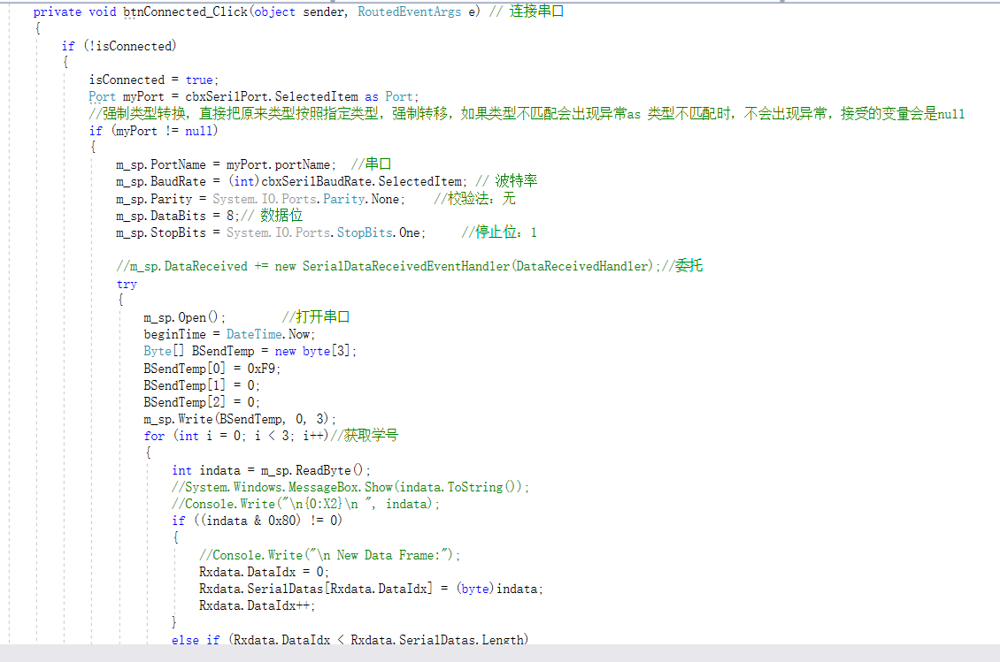 private void btnConnected_Click(object sender, RoutedEventArgs e) // 连接串口
{
if (!isConnected)
{
isConnected = true;
Port myPort = cbxSeri1Port.SelectedItem as Port;
//强制类型转换，直接把原来类型按照指定类型，强制转移，如果类型不匹配会出现异常as 类型不匹配时，不会出现异常，接受的变量会是null
if (myPort != null)
{
m_sp.PortName = myPort.portName; //串口
m_sp.BaudRate = (int)cbxSeri1BaudRate.SelectedItem; // 波特率
m_sp.Parity = System.IO.Ports.Parity.None; //校验法：无
m_sp.DataBits = 8;// 数据位
m_sp.StopBits = System.IO.Ports.StopBits.One; //停止位：1
//m_sp.DataReceived += new SerialDataReceivedEventHandler(DataReceivedHandler);//委托
try
{
m_sp.Open(); //打开串口
beginTime = DateTime.Now;
Byte[] BSendTemp = new byte[3];
BSendTemp[0] = 0xF9;
BSendTemp[1] = 0;
BSendTemp[2] = 0;
m_sp.Write(BSendTemp, 0, 3);
for (int i = 0; i < 3; i++)//获取学号
{
int indata = m_sp.ReadByte();
//System.Windows.MessageBox.Show(indata.ToString());
//Console.Write("\n{0:X2}\n ", indata);
if ((indata & 0x80) != 0)
{
//Console.Write("\n New Data Frame:");
Rxdata.DataIdx = 0;
Rxdata.SerialDatas[Rxdata.DataIdx] = (byte)indata;
Rxdata.DataIdx++;
}
else if (Rxdata.DataIdx < Rxdata.SerialDatas.Length)